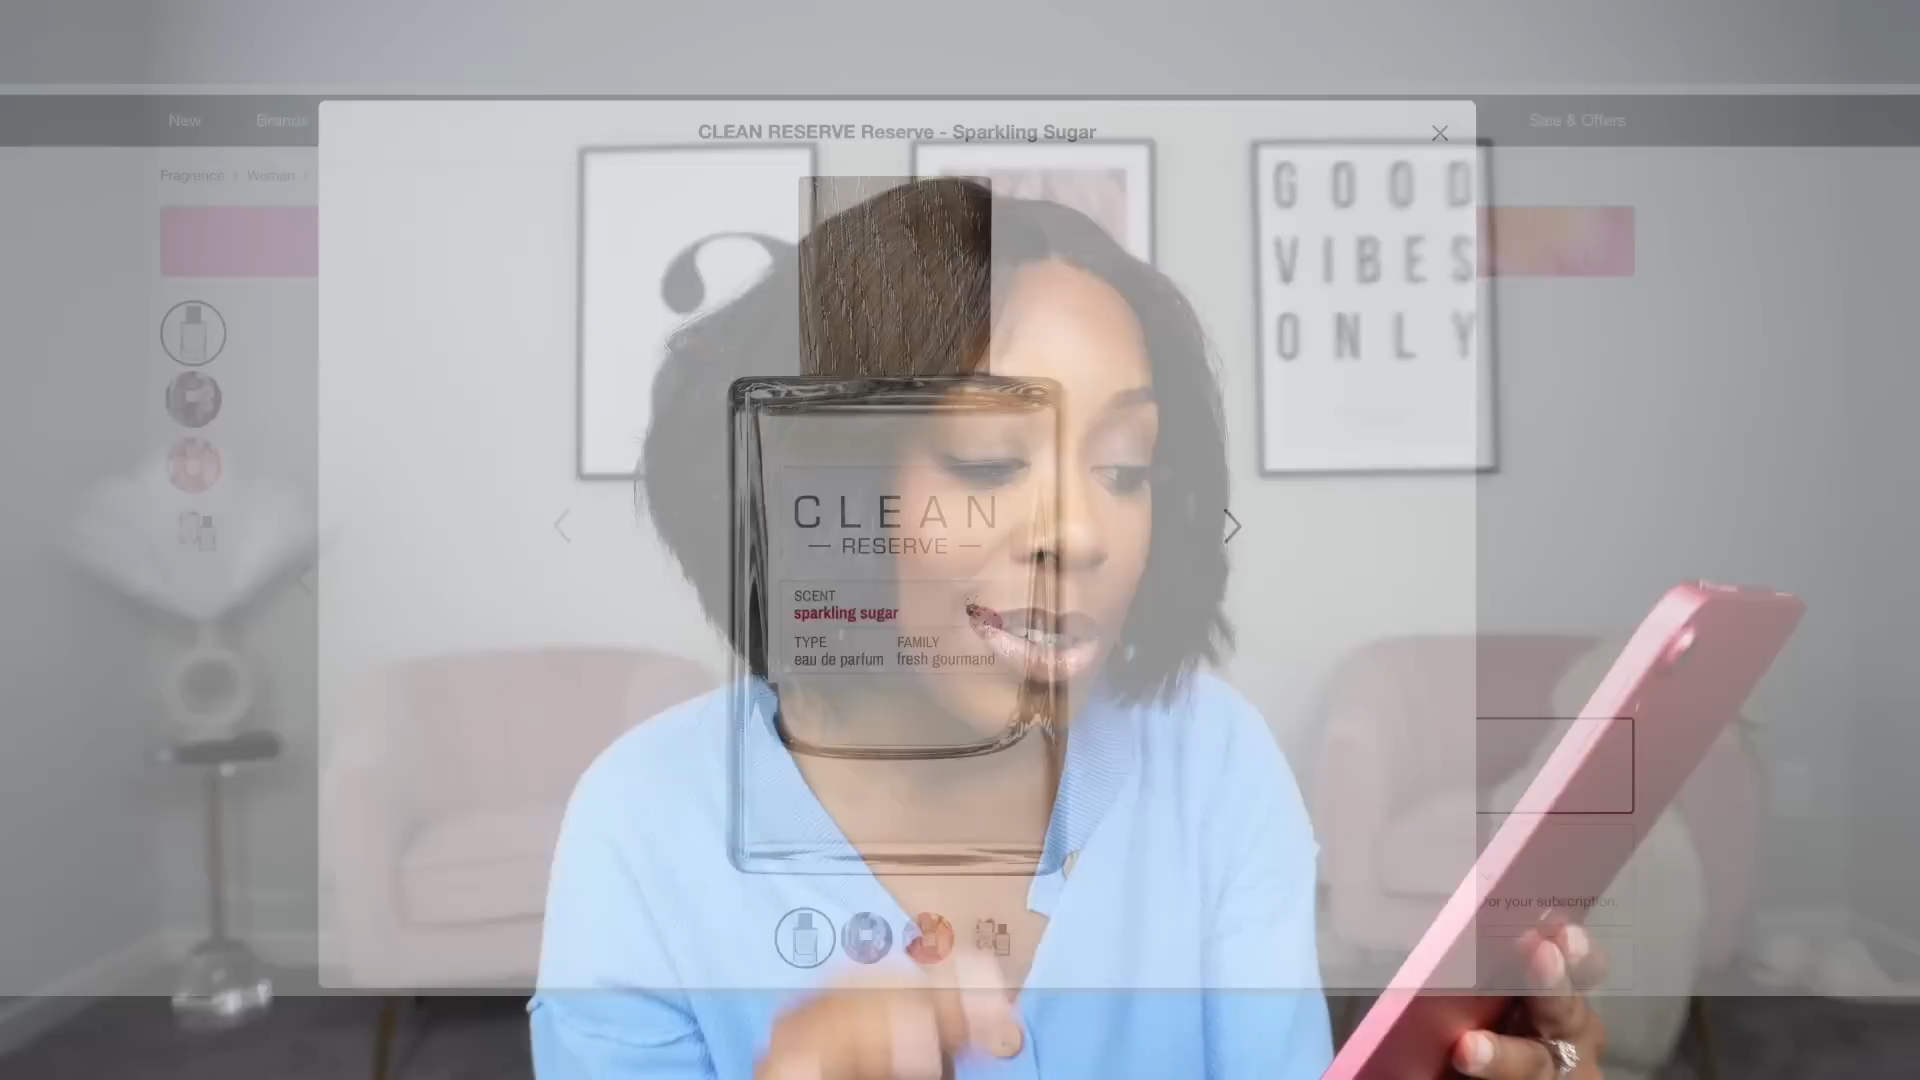 New
Brands
Sale & Offers
CLEAN RESERVE Reserve - Sparkling Sugar
Fragrence > Woman >
GOOD
VIBES
ONLY
CLEAN
— RESERVE —
SCENT
sparkling sugar
TYPE
FAMILY
eau de parfum
fresh gourmand
for your subscription.